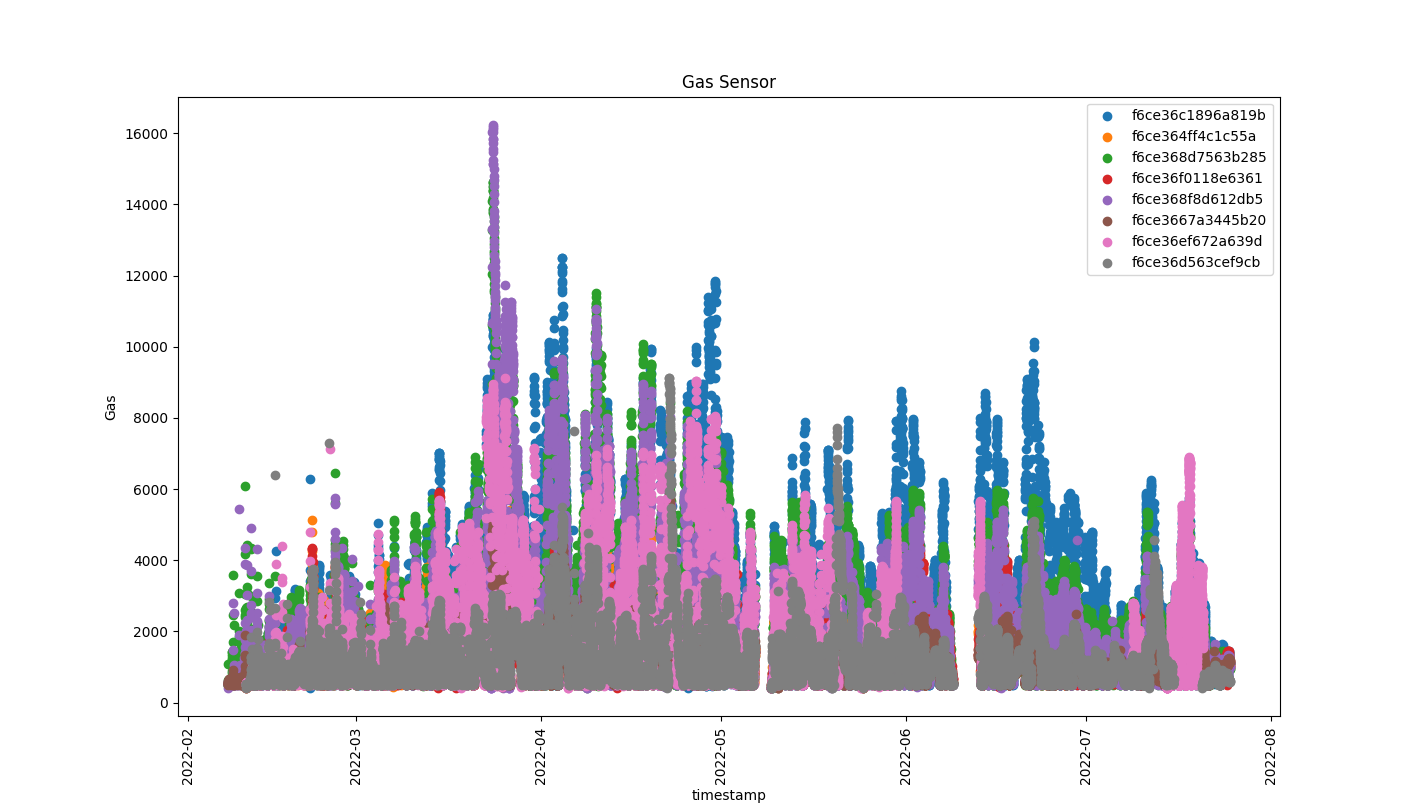 Gas Sensor
f6ce36c1896a819b
f6ce364ff4c1c55a
f6ce368d7563b285
f6ce36f0118e6361
f6ce368f8d612db5
f6ce3667a3445b20
f6ce36ef672a639d
f6ce36d563cef9cb
16000
14000
12000
10000
8000
6000
4000
2000
0
Gas
2022-02
2022-03
2022-04
2022-05
2022-06
2022-07
2022-08
timestamp